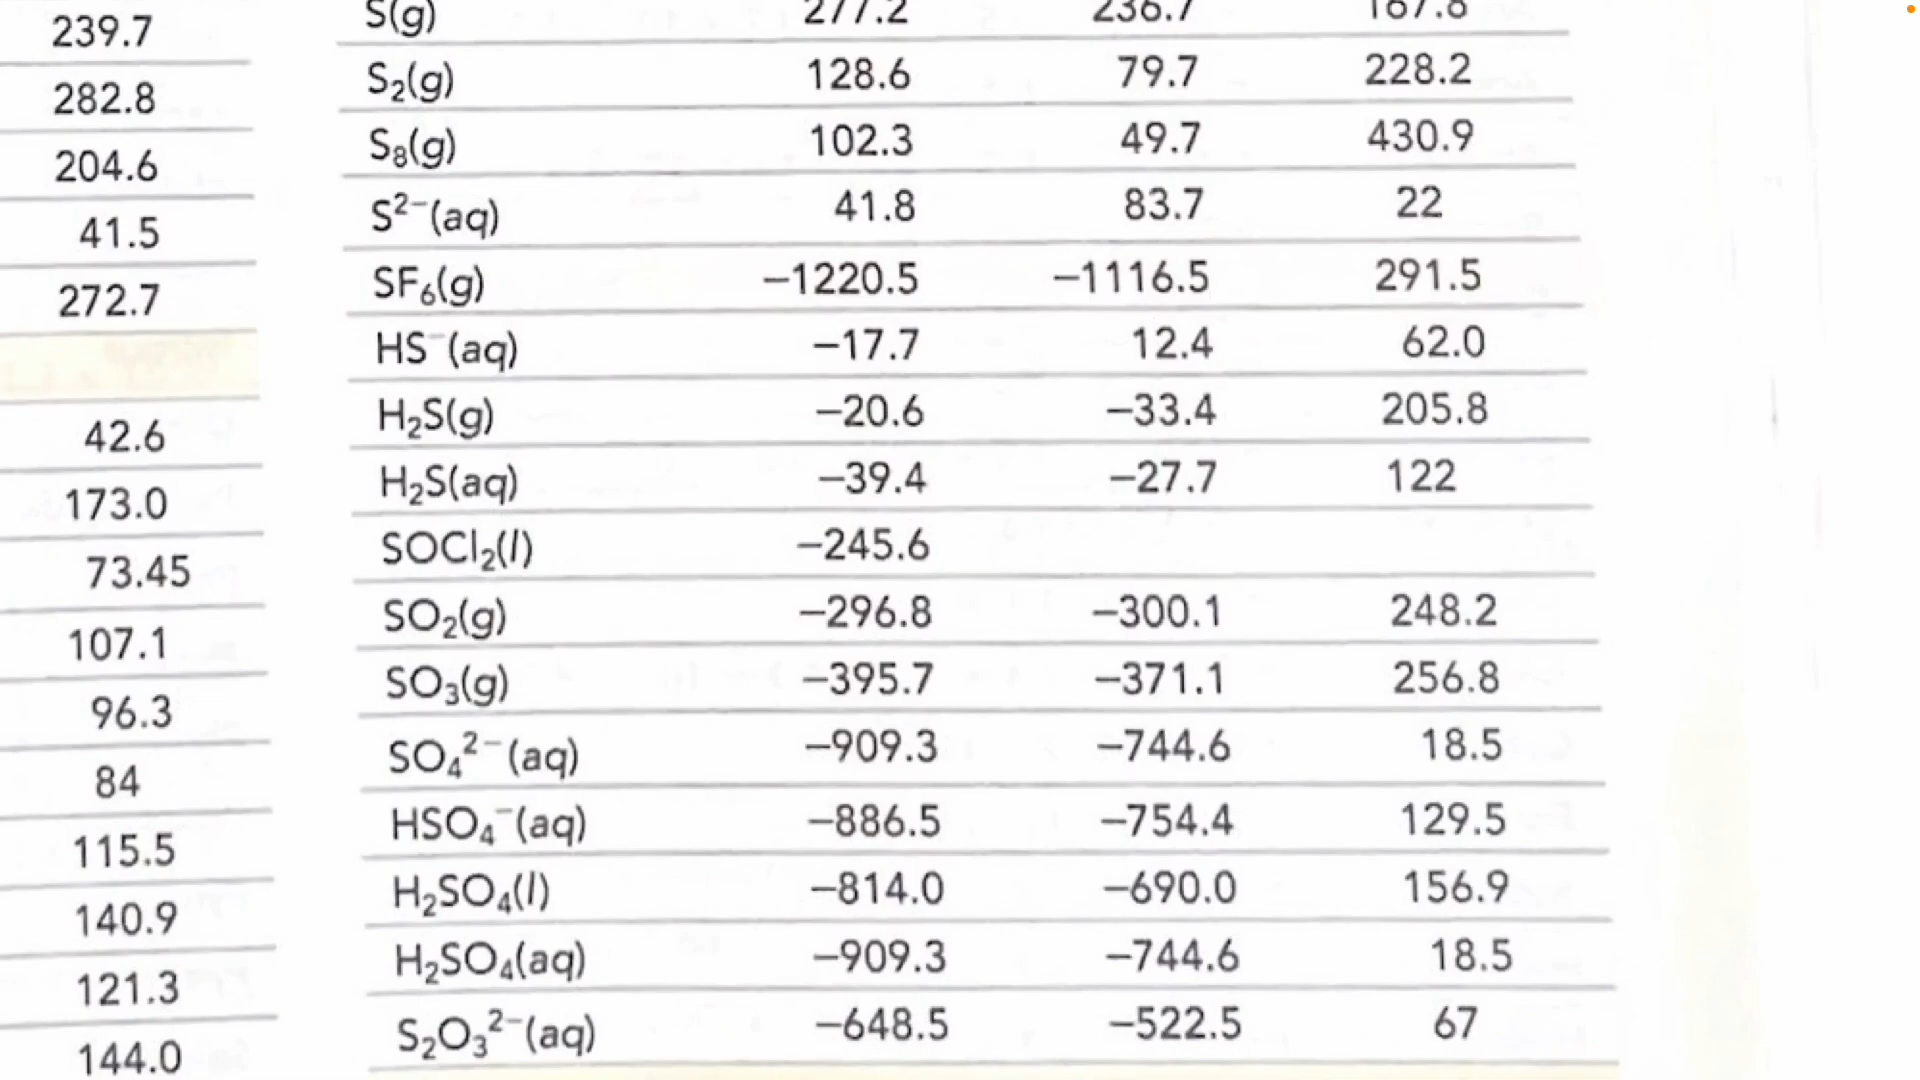 239.7
282.8
204.6
41.5
272.7
42.6
173.0
73.45
107.1
96.3
84
115.5
140.9
121.3
144.0
S(g) 277.2 236.7 167.8
S₂(g) 128.6 79.7 228.2
S₈(g) 102.3 49.7 430.9
S²⁻(aq) 41.8 83.7 22
SF₆(g) −1220.5 −1116.5 291.5
HS⁻(aq) −17.7 12.4 62.0
H₂S(g) −20.6 −33.4 205.8
H₂S(aq) −39.4 −27.7 122
SOCl₂(l) −245.6
SO₂(g) −296.8 −300.1 248.2
SO₃(g) −395.7 −371.1 256.8
SO₄²⁻(aq) −909.3 −744.6 18.5
HSO₄⁻(aq) −886.5 −754.4 129.5
H₂SO₄(l) −814.0 −690.0 156.9
H₂SO₄(aq) −909.3 −744.6 18.5
S₂O₃²⁻(aq) −648.5 −522.5 67